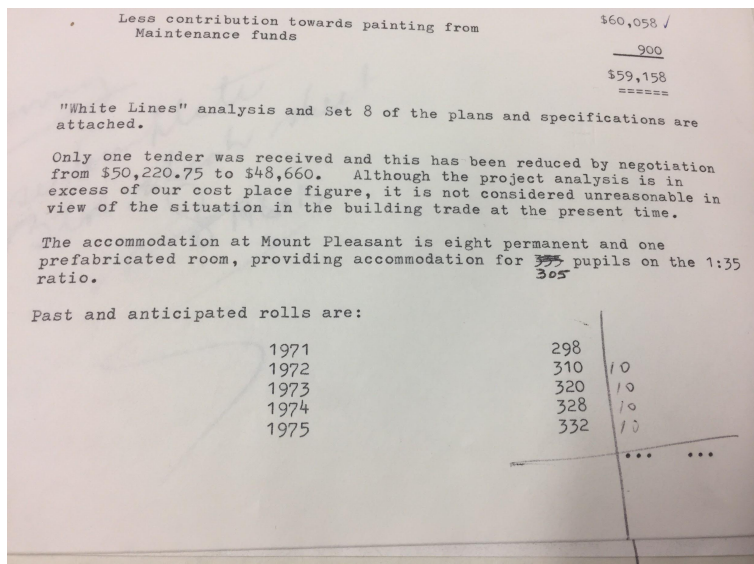 Less contribution towards painting from $60,058 ✓
Maintenance funds
900
$59,158
======
"White Lines" analysis and Set 8 of the plans and specifications are
attached.
Only one tender was received and this has been reduced by negotiation
from $50,220.75 to $48,660. Although the project analysis is in
excess of our cost place figure, it is not considered unreasonable in
view of the situation in the building trade at the present time.
The accommodation at Mount Pleasant is eight permanent and one
prefabricated room, providing accommodation for pupils on the 1:35
305
ratio.
Past and anticipated rolls are:
1971 298
1972 310 10
1973 320 10
1974 328 10
1975 332 10
... ...